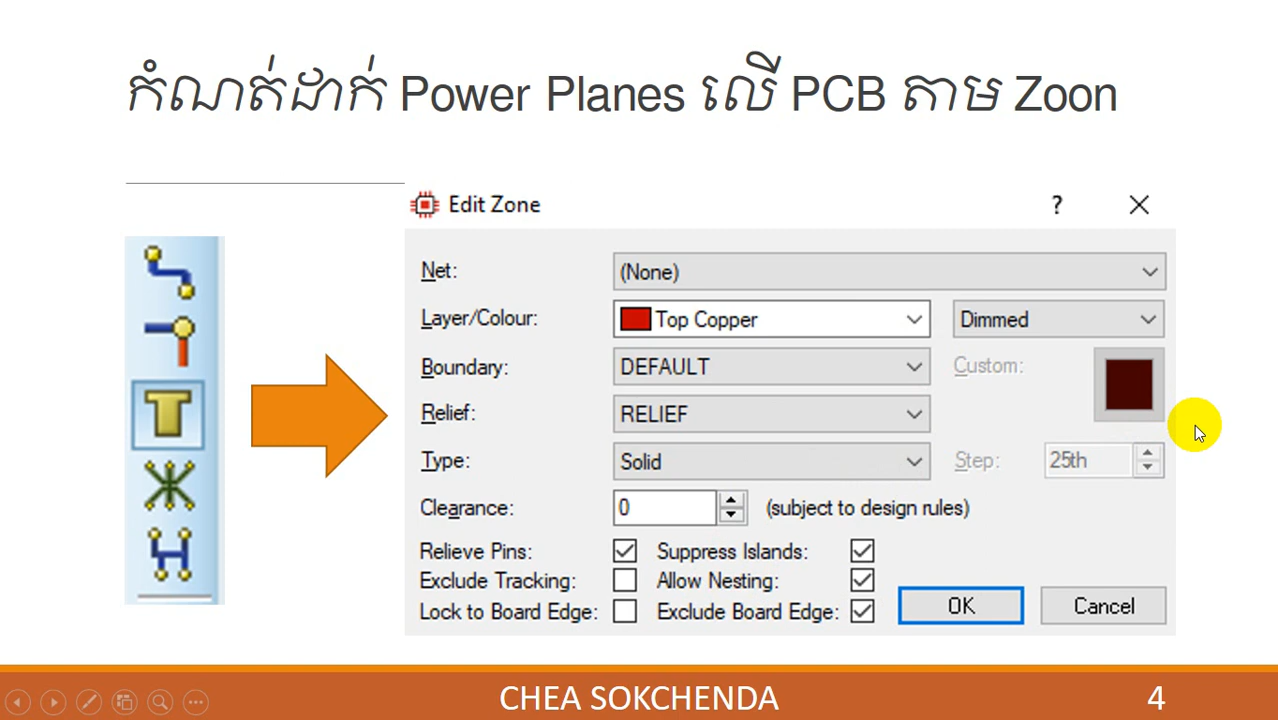 កំណត់ដាក់ Power Planes លើ PCB តាម Zoon
Edit Zone ?
Net: (None)
Layer/Colour: Top Copper Dimmed
Boundary: DEFAULT Custom:
Relief: RELIEF
Type: Solid Step: 25th
Clearance: 0 (subject to design rules)
Relieve Pins: Suppress Islands:
Exclude Tracking: Allow Nesting:
Lock to Board Edge: Exclude Board Edge: OK Cancel
CHEA SOKCHENDA 4